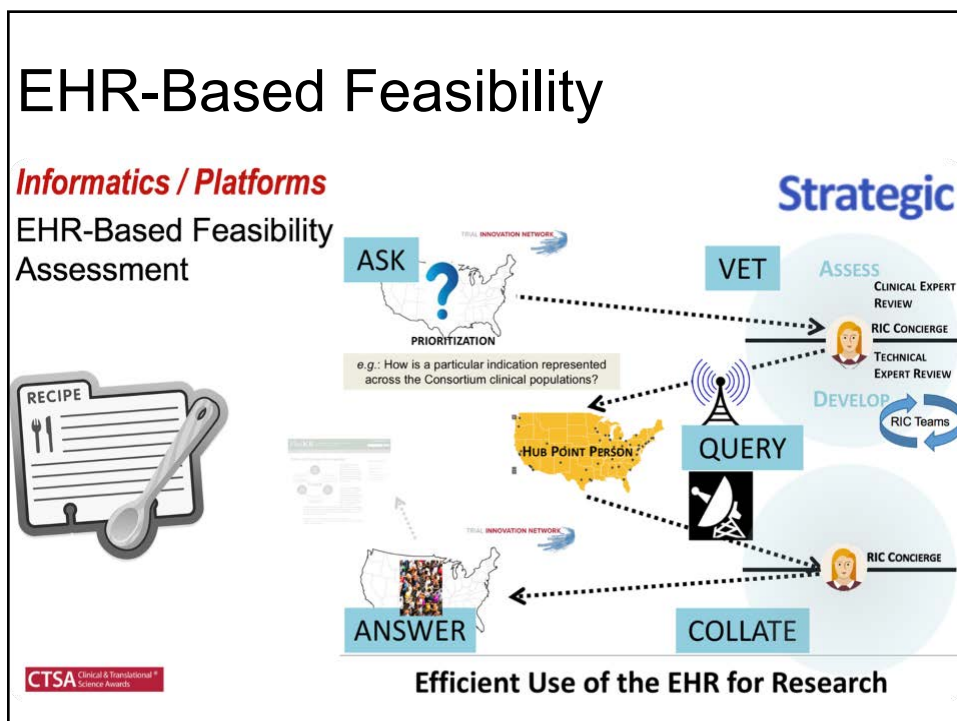 EHR-Based Feasibility
Informatics / Platforms
EHR-Based Feasibility
Assessment
Strategic
TRIAL INNOVATION NETWORK
ASK
VET
ASSESS
CLINICAL EXPERT
REVIEW
PRIORITIZATION
RIC CONCIERGE
e.g.: How is a particular indication represented
across the Consortium clinical populations?
TECHNICAL
EXPERT REVIEW
DEVELOP
RIC Teams
RECIPE
HUB POINT PERSON
QUERY
TRIAL INNOVATION NETWORK
RIC CONCIERGE
ANSWER
COLLATE
CTSA Clinical & Translational ®
Science Awards
Efficient Use of the EHR for Research